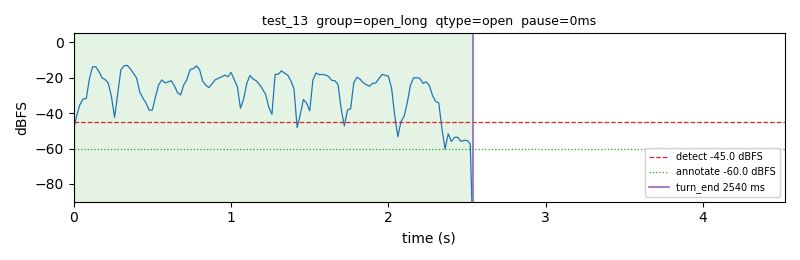 test_13  group=open_long  qtype=open  pause=0ms
dBFS
0
−20
−40
−60
−80
detect -45.0 dBFS
annotate -60.0 dBFS
turn_end 2540 ms
0 1 2 3 4
time (s)